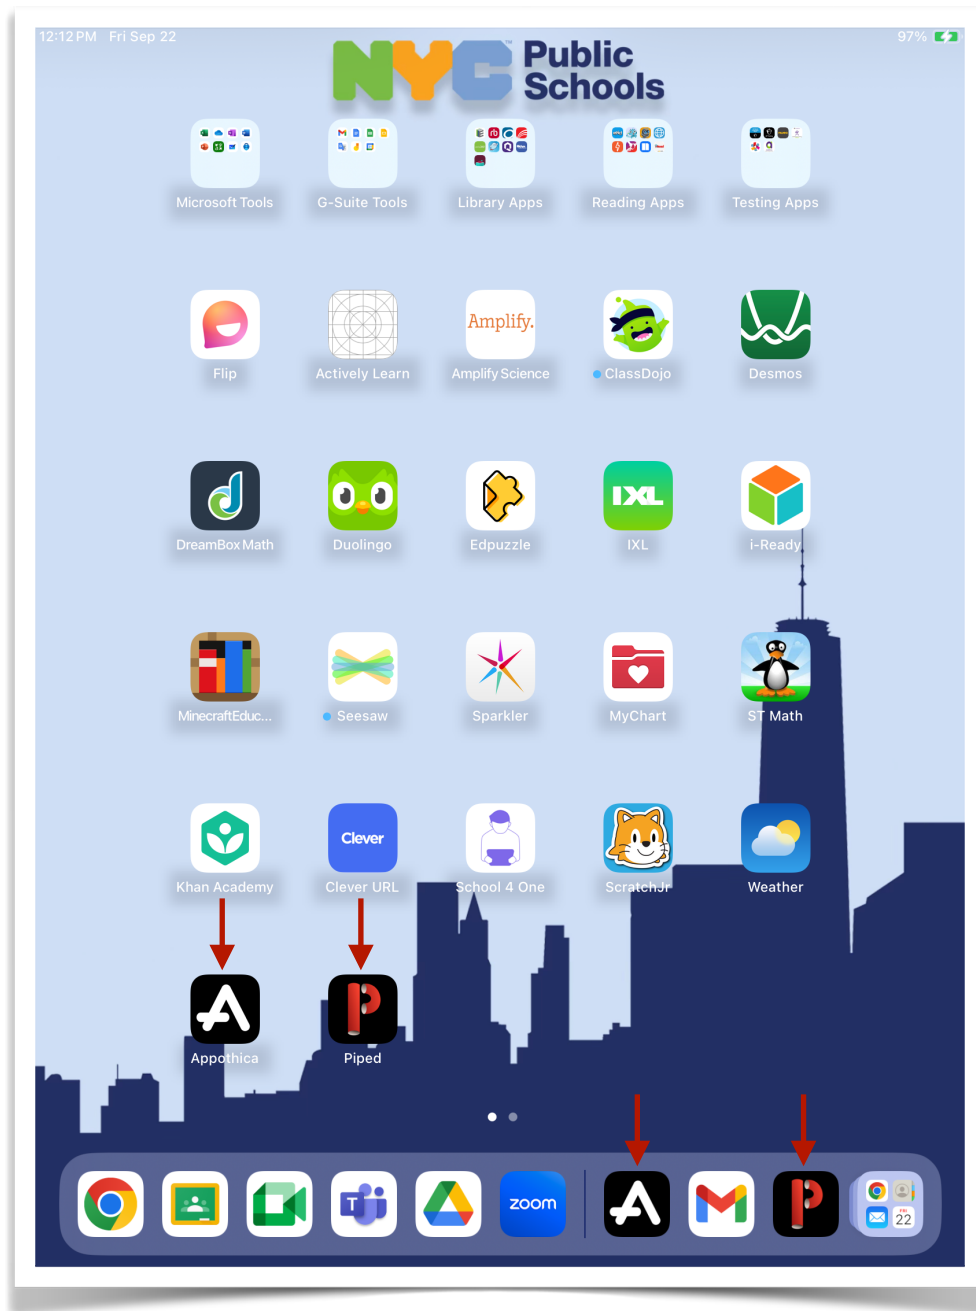 12:12 PM Fri Sep 22
97%
NYC Public
Schools
Microsoft Tools
G-Suite Tools
Library Apps
Reading Apps
Testing Apps
Amplify.
Flip
Actively Learn
Amplify Science
ClassDojo
Desmos
IXL
DreamBox Math
Duolingo
Edpuzzle
IXL
i-Ready
MinecraftEduc...
Seesaw
Sparkler
MyChart
ST Math
Clever
Khan Academy
Clever URL
School 4 One
ScratchJr
Weather
Appothica
Piped
zoom
22